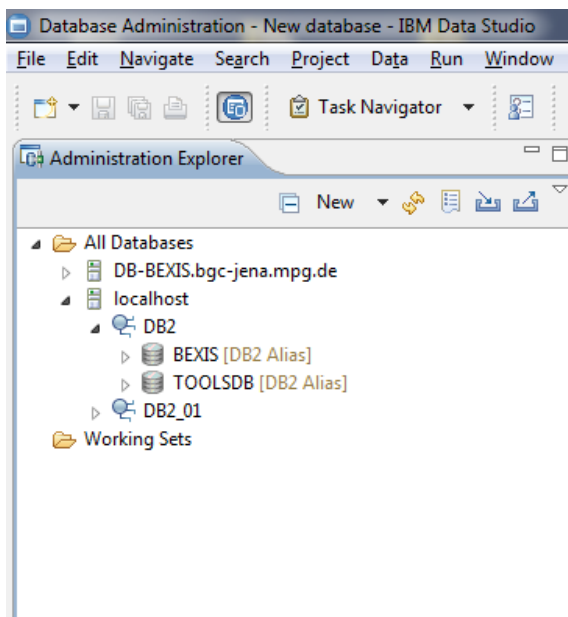 Database Administration - New database - IBM Data Studio
File Edit Navigate Search Project Data Run Window
Task Navigator
Administration Explorer
New
All Databases
DB-BEXIS.bgc-jena.mpg.de
localhost
DB2
BEXIS [DB2 Alias]
TOOLSDB [DB2 Alias]
DB2_01
Working Sets